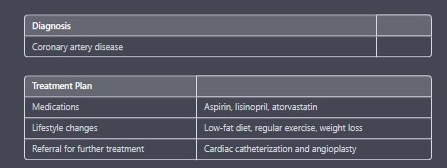 Diagnosis
Coronary artery disease
Treatment Plan
Medications Aspirin, lisinopril, atorvastatin
Lifestyle changes Low-fat diet, regular exercise, weight loss
Referral for further treatment Cardiac catheterization and angioplasty